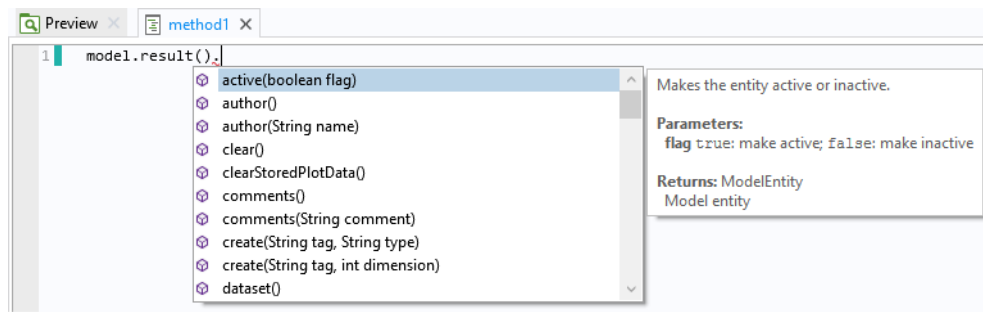 Preview
method1
1 model.result().
active(boolean flag)
author()
author(String name)
clear()
clearStoredPlotData()
comments()
comments(String comment)
create(String tag, String type)
create(String tag, int dimension)
dataset()
Makes the entity active or inactive.
Parameters:
flag true: make active; false: make inactive
Returns: ModelEntity
Model entity